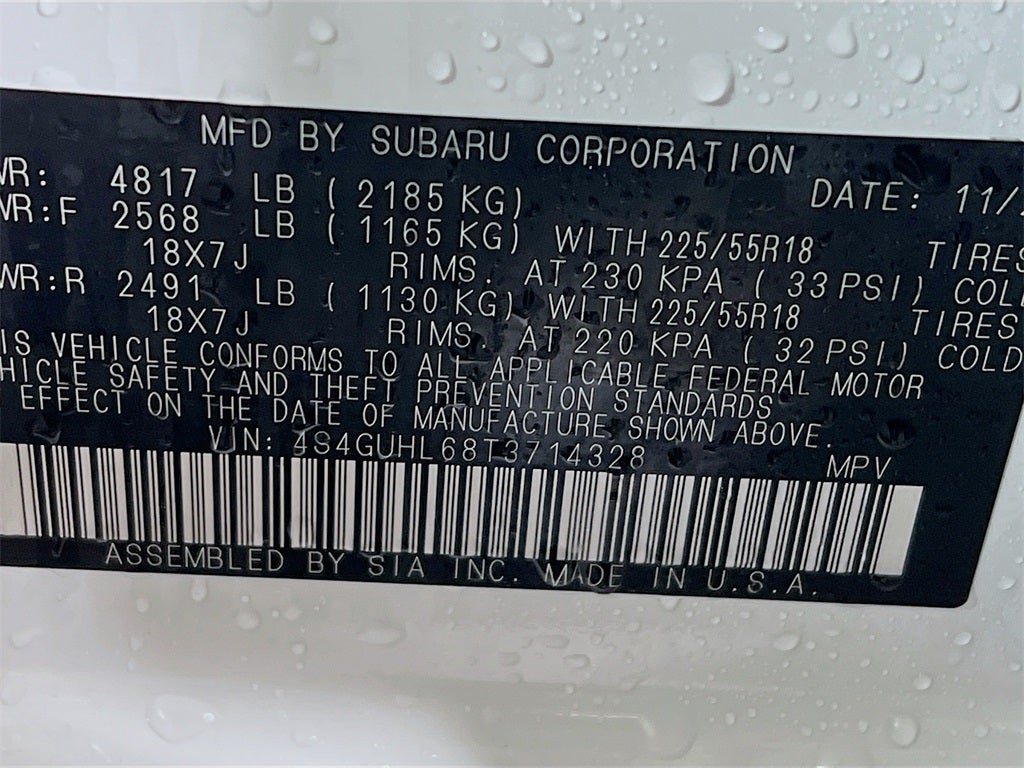 MFD BY SUBARU CORPORATION
WR: 4817 LB ( 2185 KG) DATE: 11/
WR:F 2568 LB ( 1165 KG) WITH 225/55R18 TIRES
18X7J RIMS. AT 230 KPA ( 33 PSI) COL
WR:R 2491 LB ( 1130 KG) WITH 225/55R18 TIRES
18X7J RIMS. AT 220 KPA ( 32 PSI) COLD
IS VEHICLE CONFORMS TO ALL APPLICABLE FEDERAL MOTOR
HICLE SAFETY AND THEFT PREVENTION STANDARDS
EFFECT ON THE DATE OF MANUFACTURE SHOWN ABOVE.
VIN: 4S4GUHL68T3714328 MPV
ASSEMBLED BY SIA INC. MADE IN U.S.A.